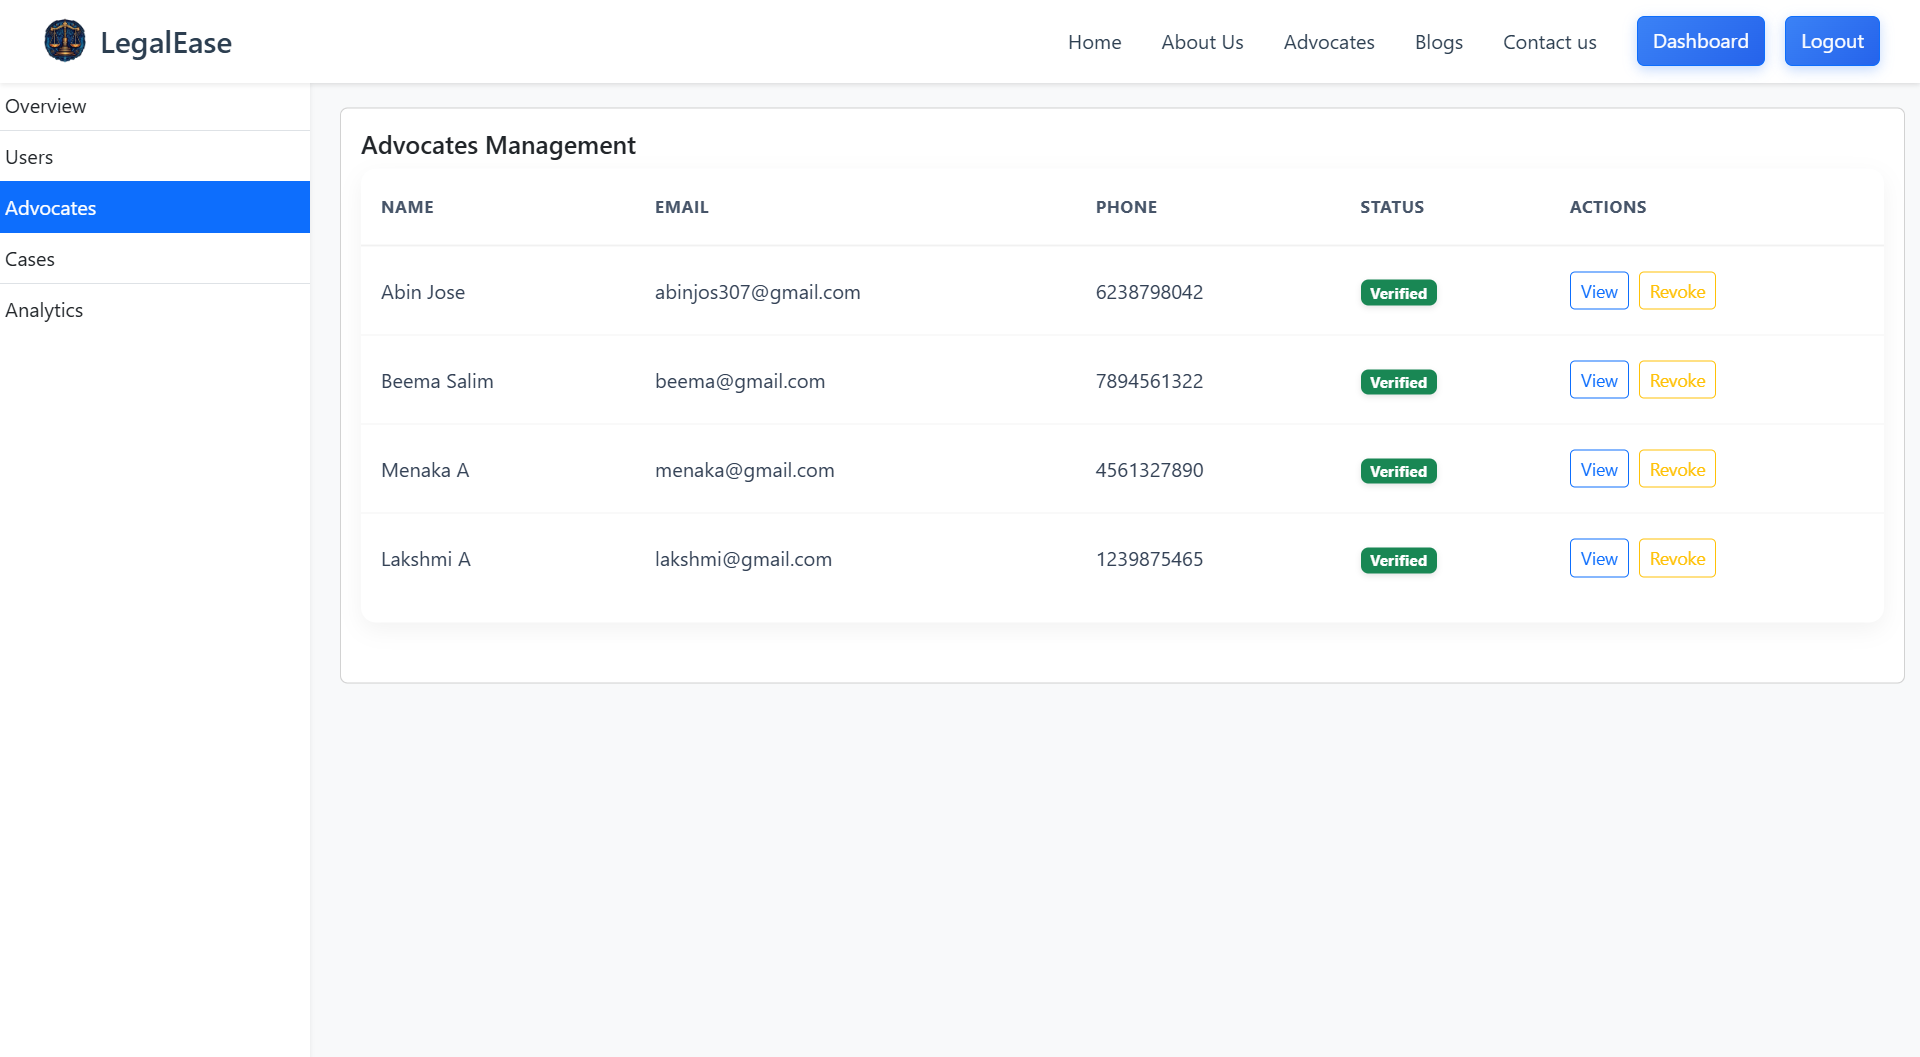 LegalEase
Home About Us Advocates Blogs Contact us Dashboard Logout
Overview
Users
Advocates
Cases
Analytics
Advocates Management
NAME EMAIL PHONE STATUS ACTIONS
Abin Jose abinjos307@gmail.com 6238798042 Verified View Revoke
Beema Salim beema@gmail.com 7894561322 Verified View Revoke
Menaka A menaka@gmail.com 4561327890 Verified View Revoke
Lakshmi A lakshmi@gmail.com 1239875465 Verified View Revoke